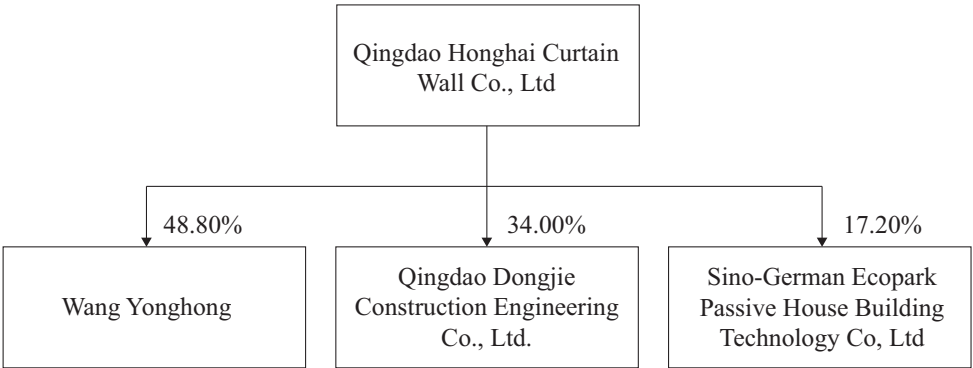 Qingdao Honghai Curtain
Wall Co., Ltd
48.80%
34.00%
17.20%
Wang Yonghong
Qingdao Dongjie
Construction Engineering
Co., Ltd.
Sino-German Ecopark
Passive House Building
Technology Co, Ltd